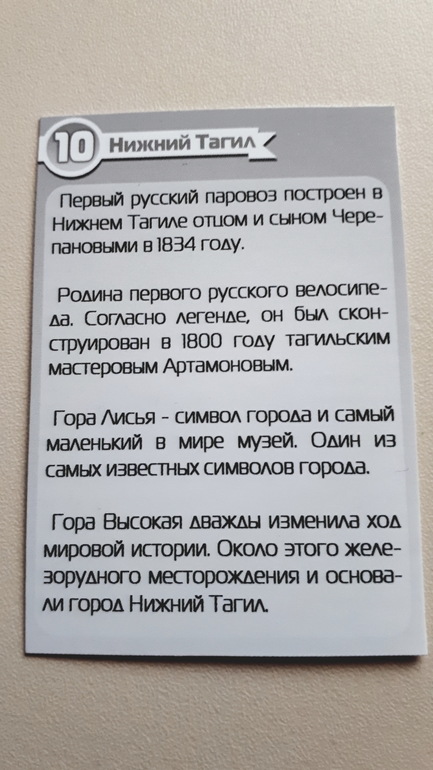 10 Нижний Тагил
Первый русский паровоз построен в
Нижнем Тагиле отцом и сыном Чере-
пановыми в 1834 году.
Родина первого русского велосипе-
да. Согласно легенде, он был скон-
струирован в 1800 году тагильским
мастеровым Артамоновым.
Гора Лисья - символ города и самый
маленький в мире музей. Один из
самых известных символов города.
Гора Высокая дважды изменила ход
мировой истории. Около этого желе-
зорудного месторождения и основа-
ли город Нижний Тагил.